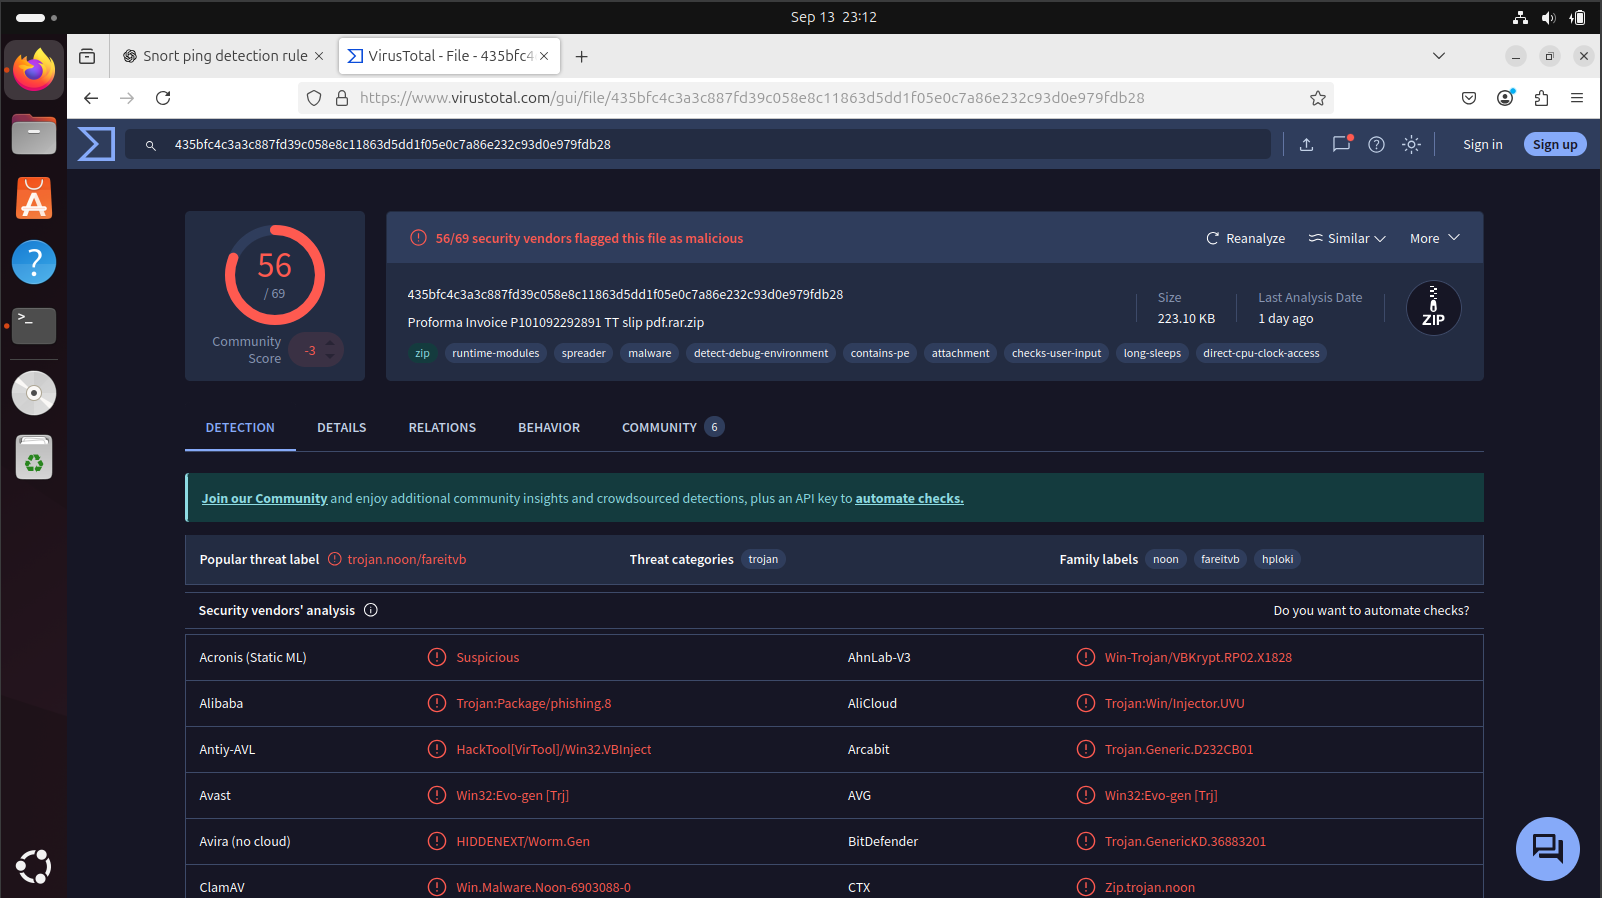 Sep 13 23:12
Snort ping detection rule
VirusTotal - File - 435bfc4
https://www.virustotal.com/gui/file/435bfc4c3a3c887fd39c058e8c11863d5dd1f05e0c7a86e232c93d0e979fdb28
435bfc4c3a3c887fd39c058e8c11863d5dd1f05e0c7a86e232c93d0e979fdb28
Sign in
Sign up
56
/ 69
Community Score
-3
56/69 security vendors flagged this file as malicious
Reanalyze
Similar
More
435bfc4c3a3c887fd39c058e8c11863d5dd1f05e0c7a86e232c93d0e979fdb28
Proforma Invoice P101092292891 TT slip pdf.rar.zip
Size
223.10 KB
Last Analysis Date
1 day ago
ZIP
zip runtime-modules spreader malware detect-debug-environment contains-pe attachment checks-user-input long-sleeps direct-cpu-clock-access
DETECTION DETAILS RELATIONS BEHAVIOR COMMUNITY 6
Join our Community and enjoy additional community insights and crowdsourced detections, plus an API key to automate checks.
Popular threat label trojan.noon/fareitvb
Threat categories trojan
Family labels noon fareitvb hploki
Security vendors' analysis
Do you want to automate checks?
Acronis (Static ML) Suspicious AhnLab-V3 Win-Trojan/VBKrypt.RP02.X1828
Alibaba Trojan:Package/phishing.8 AliCloud Trojan:Win/Injector.UVU
Antiy-AVL HackTool[VirTool]/Win32.VBInject Arcabit Trojan.Generic.D232CB01
Avast Win32:Evo-gen [Trj] AVG Win32:Evo-gen [Trj]
Avira (no cloud) HIDDENEXT/Worm.Gen BitDefender Trojan.GenericKD.36883201
ClamAV Win.Malware.Noon-6903088-0 CTX Zip.trojan.noon